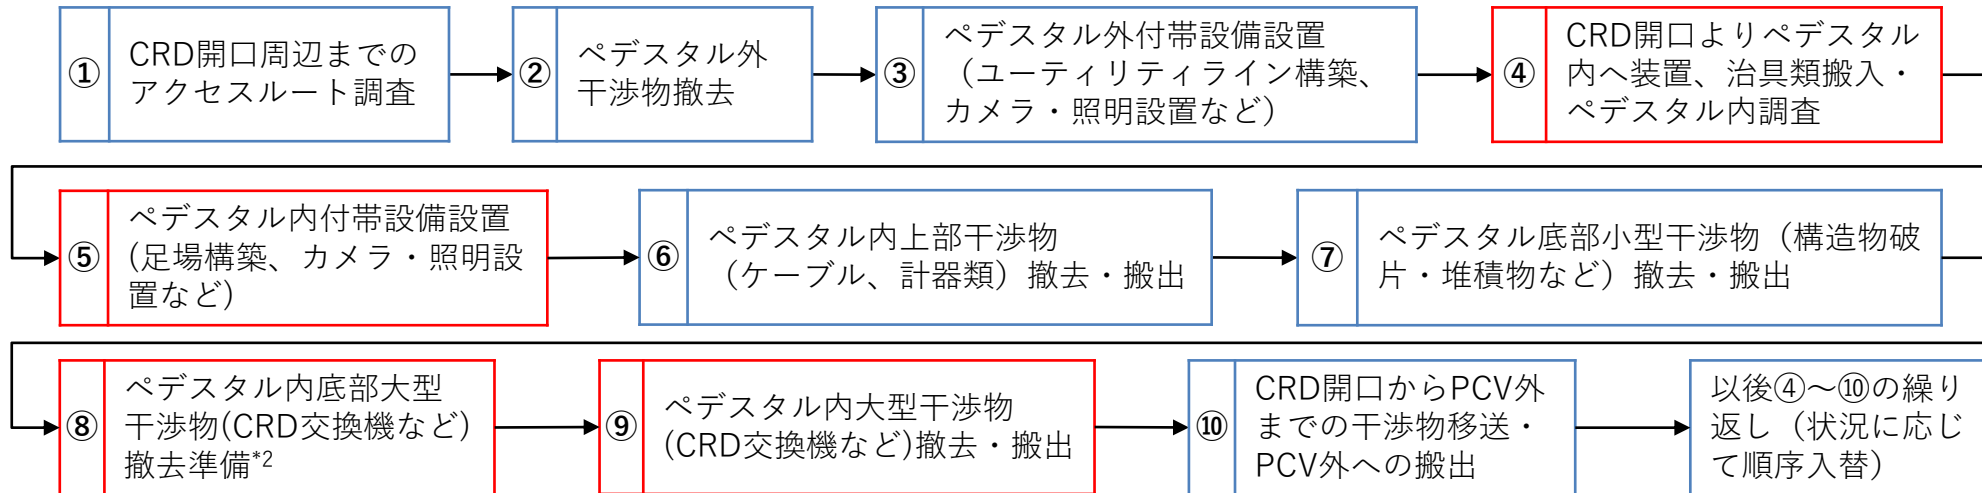 ①
CRD開口周辺までの
アクセスルート調査
②
ペデスタル外
干渉物撤去
③
ペデスタル外付帯設備設置
（ユーティリティライン構築、
カメラ・照明設置など）
④
CRD開口よりペデスタル
内へ装置、治具類搬入・
ペデスタル内調査
⑤
ペデスタル内付帯設備設置
(足場構築、カメラ・照明設
置など）
⑥
ペデスタル内上部干渉物
（ケーブル、計器類）撤去・搬出
⑦
ペデスタル底部小型干渉物（構造物破
片・堆積物など）撤去・搬出
⑧
ペデスタル内底部大型
干渉物(CRD交換機など)
撤去準備*2
⑨
ペデスタル内大型干渉物
(CRD交換機など)撤去・搬出
⑩
CRD開口からPCV外
までの干渉物移送・
PCV外への搬出
以後④～⑩の繰り
返し（状況に応じ
て順序入替）